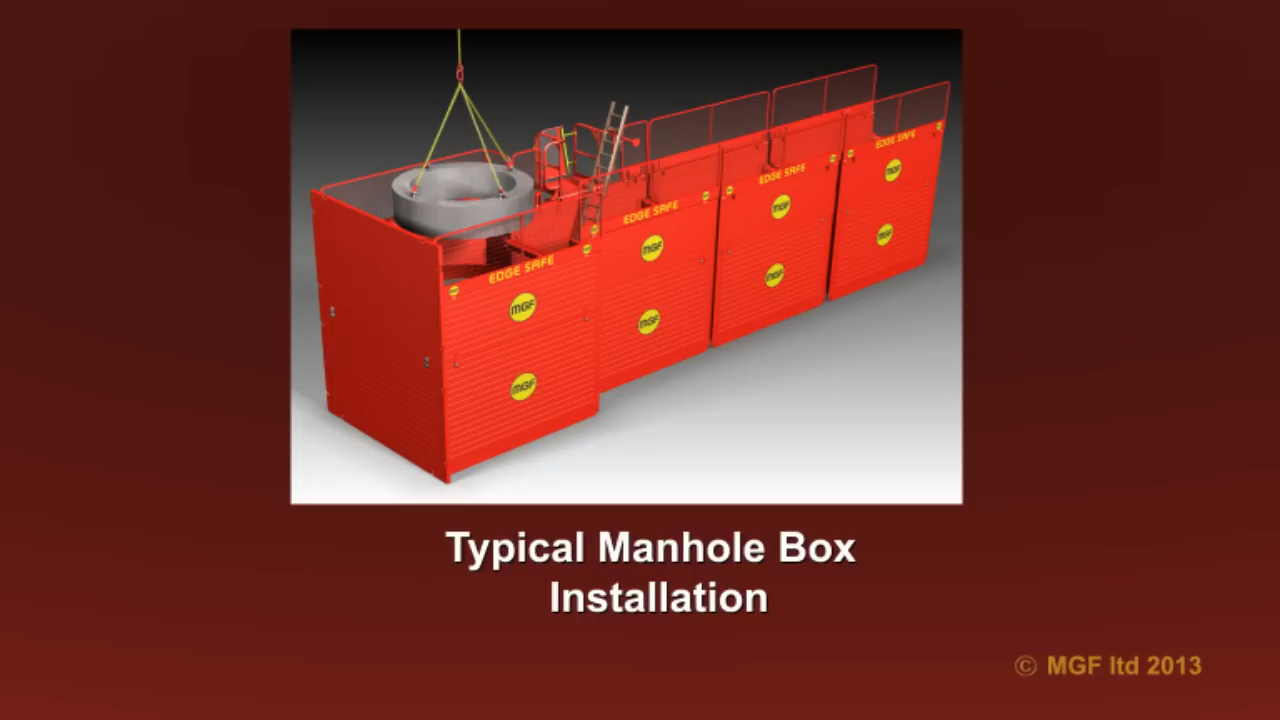 EDGE SAFE
MGF
MGF
EDGE SAFE
MGF
MGF
EDGE SAFE
MGF
MGF
EDGE SAFE
MGF
MGF
Typical Manhole Box
Installation
© MGF ltd 2013